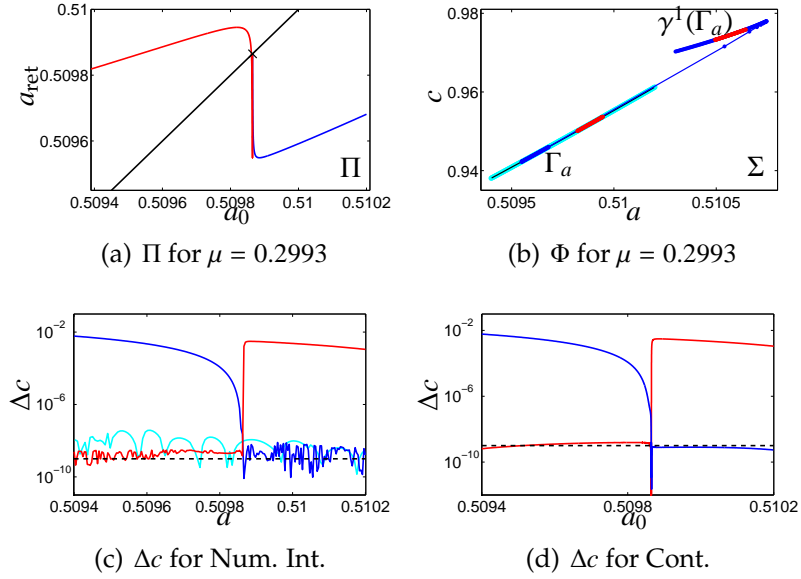 0.51
0.5098
0.5096
a_ret
Π
0.5094 0.5096 0.5098 0.51 0.5102
a_0
(a) Π for μ = 0.2993
0.98
0.96
0.94
c
γ^1(Γ_a)
Γ_a
Σ
0.5095 0.51 0.5105
a
(b) Φ for μ = 0.2993
10^-2
10^-6
10^-10
Δc
0.5094 0.5096 0.5098 0.51 0.5102
a
(c) Δc for Num. Int.
10^-2
10^-6
10^-10
Δc
0.5094 0.5098 0.5102
a_0
(d) Δc for Cont.